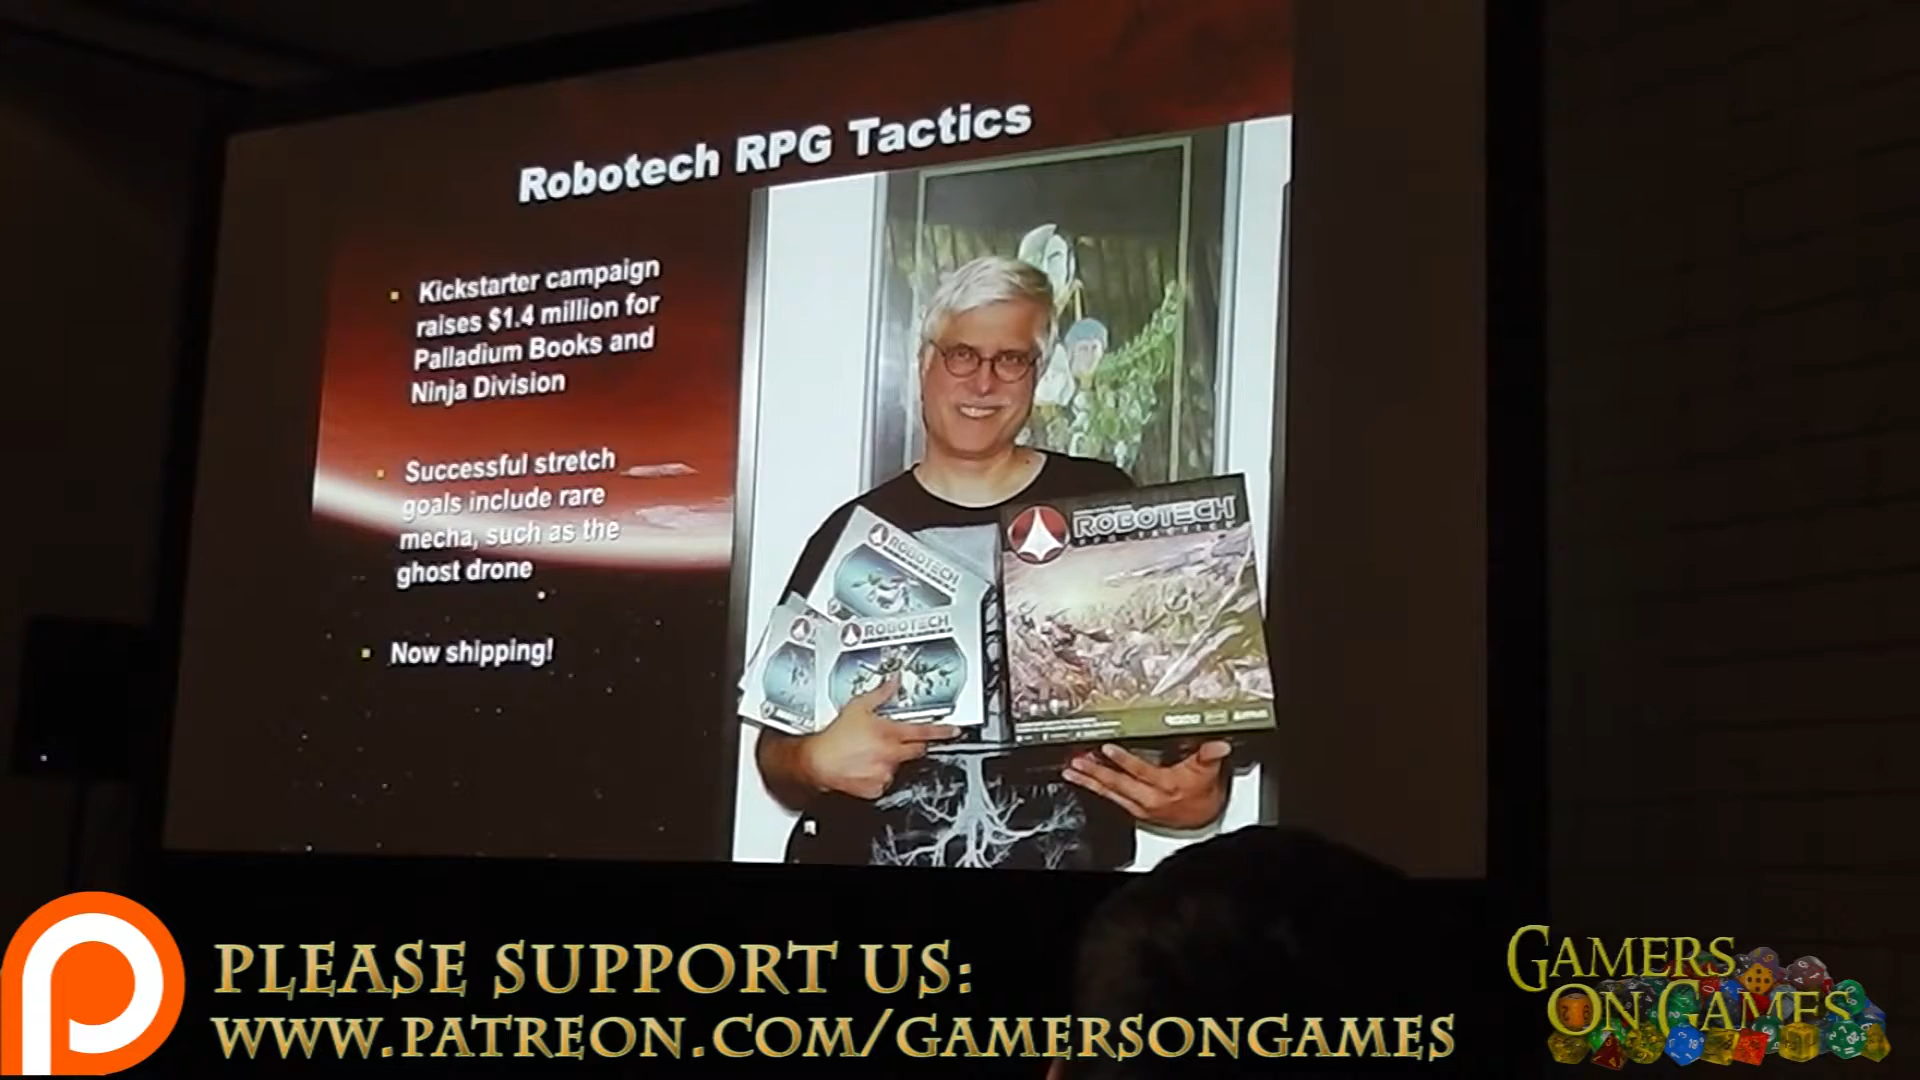 Robotech RPG Tactics
Kickstarter campaign
raises $1.4 million for
Palladium Books and
Ninja Division
Successful stretch
goals include rare
mecha, such as the
ghost drone
Now shipping!
ROBOTECH
RPG TACTICS
ROBOTECH
ROBOTECH
PLEASE SUPPORT US:
WWW.PATREON.COM/GAMERSONGAMES
GAMERS
ON GAMES